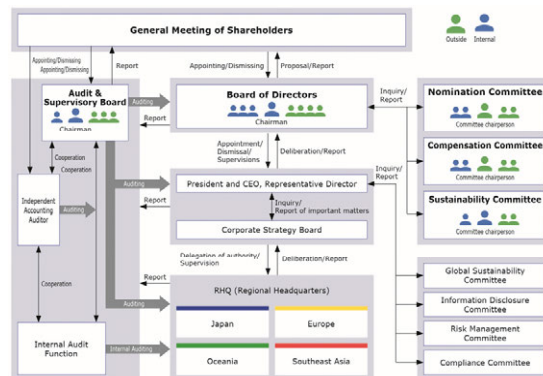 General Meeting of Shareholders
Outside
Internal
Appointing/Dismissing
Appointing/Dismissing
Report
Appointing/Dismissing
Proposal/Report
Audit &
Supervisory Board
Chairman
Auditing
Report
Board of Directors
Chairman
Inquiry/
Report
Nomination Committee
Committee chairperson
Compensation Committee
Committee chairperson
Sustainability Committee
Committee chairperson
Cooperation
Cooperation
Appointment/
Dismissal/
Supervisions
Deliberation/Report
Inquiry/
Report
Independent
Accounting
Auditor
Auditing
Auditing
Report
President and CEO, Representative Director
Inquiry/
Report of important matters
Corporate Strategy Board
Delegation of authority/
Supervision
Deliberation/Report
Cooperation
Report
Auditing
RHQ (Regional Headquarters)
Japan
Europe
Oceania
Southeast Asia
Internal Audit
Function
Internal Auditing
Global Sustainability
Committee
Information Disclosure
Committee
Risk Management
Committee
Compliance Committee